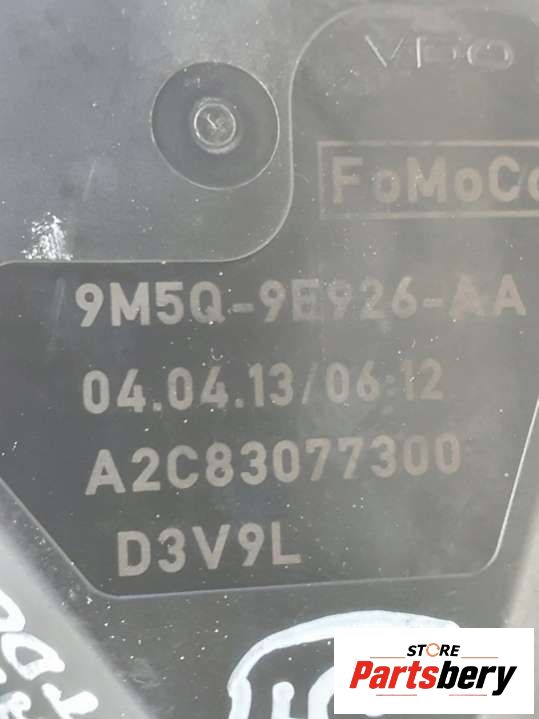 VDO
FoMoCo
9M5Q-9E926-AA
04.04.13/06:12
A2C83077300
D3V9L
STORE
Partsbery